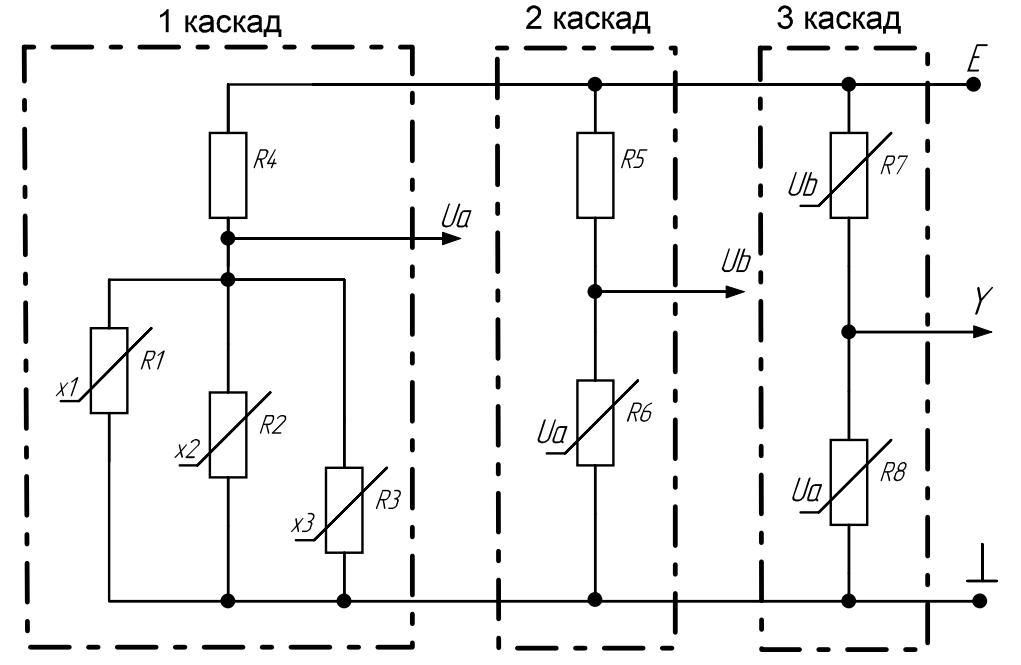 1 каскад
2 каскад
3 каскад
E
R4
R5
R7
Ub
Ua
Ub
Y
R1
x1
R2
x2
R3
x3
R6
Ua
R8
Ua